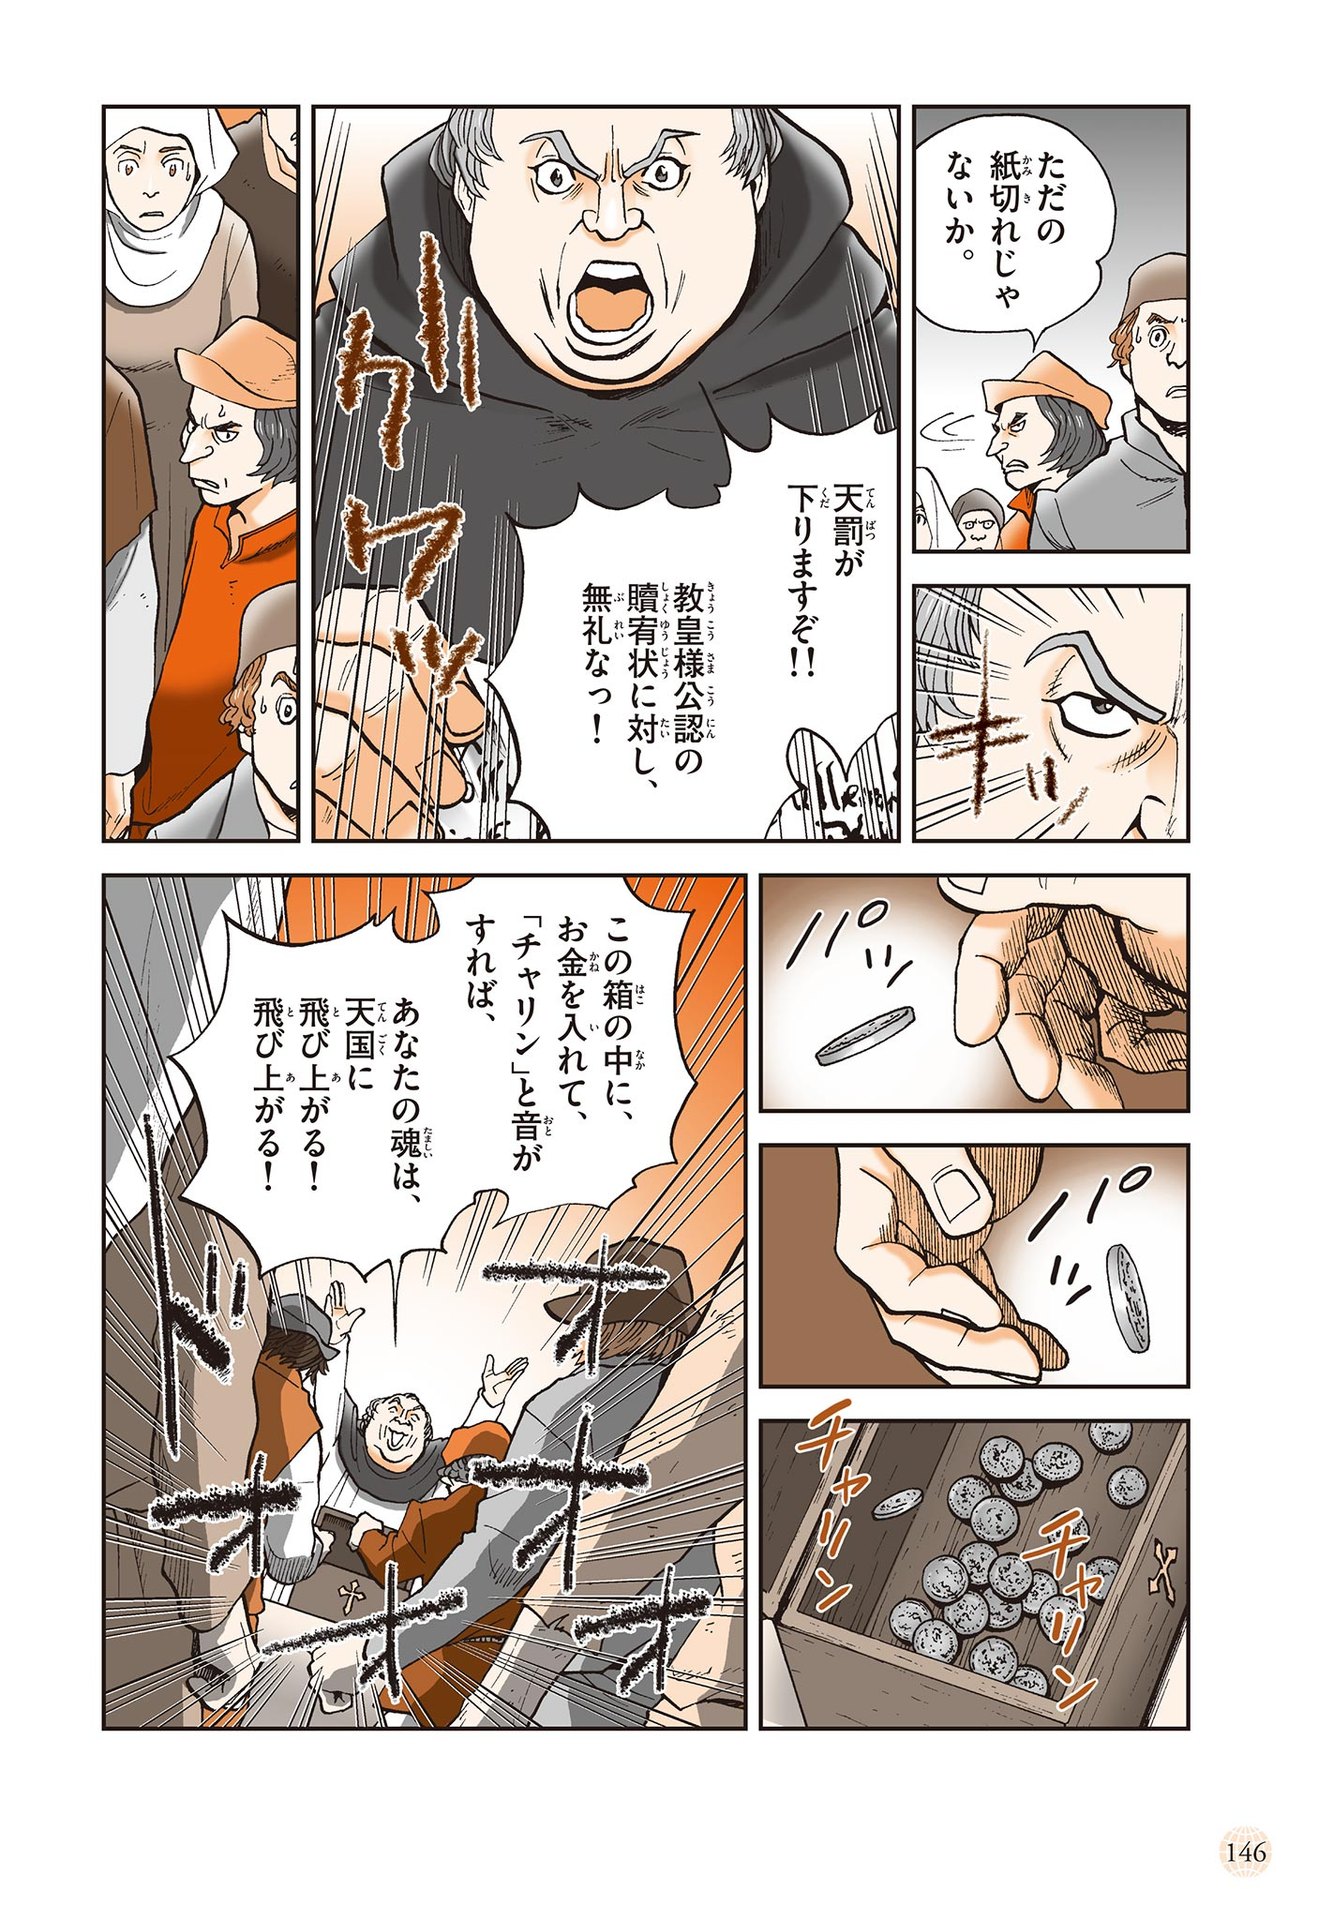 ただの
紙切れじゃ
ないか。
ギッ
教皇様公認の
贖宥状に対し、
無礼なっ！
天罰が
下りますぞ!!
グワッ
パッ
パッ
チャリン
チャリン
この箱の中に、
お金を入れて、
「チャリン」と音が
すれば、
あなたの魂は、
天国に
飛び上がる！
飛び上がる！
ドオオオオオ
146